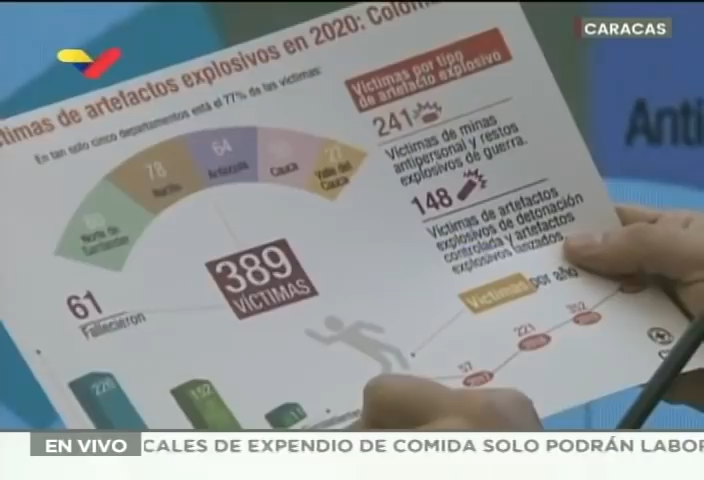 CARACAS
ctimas de artefactos explosivos en 2020: Colom
En tan solo cinco departamentos está el 77% de las víctimas:
Víctimas por tipo
de artefacto explosivo
241
Víctimas de minas
antipersonal y restos
explosivos de guerra.
148
Víctimas de artefactos
explosivos de detonación
controlada y artefactos
explosivos lanzados
78
Nariño
64
Antioquia
Cauca
27
Valle del
Cauca
Norte de
Santander
389
VÍCTIMAS
61
Fallecieron
Víctimas por año
57
2017
221
352
226
152
11
Anti
EN VIVO
CALES DE EXPENDIO DE COMIDA SOLO PODRÁN LABOR